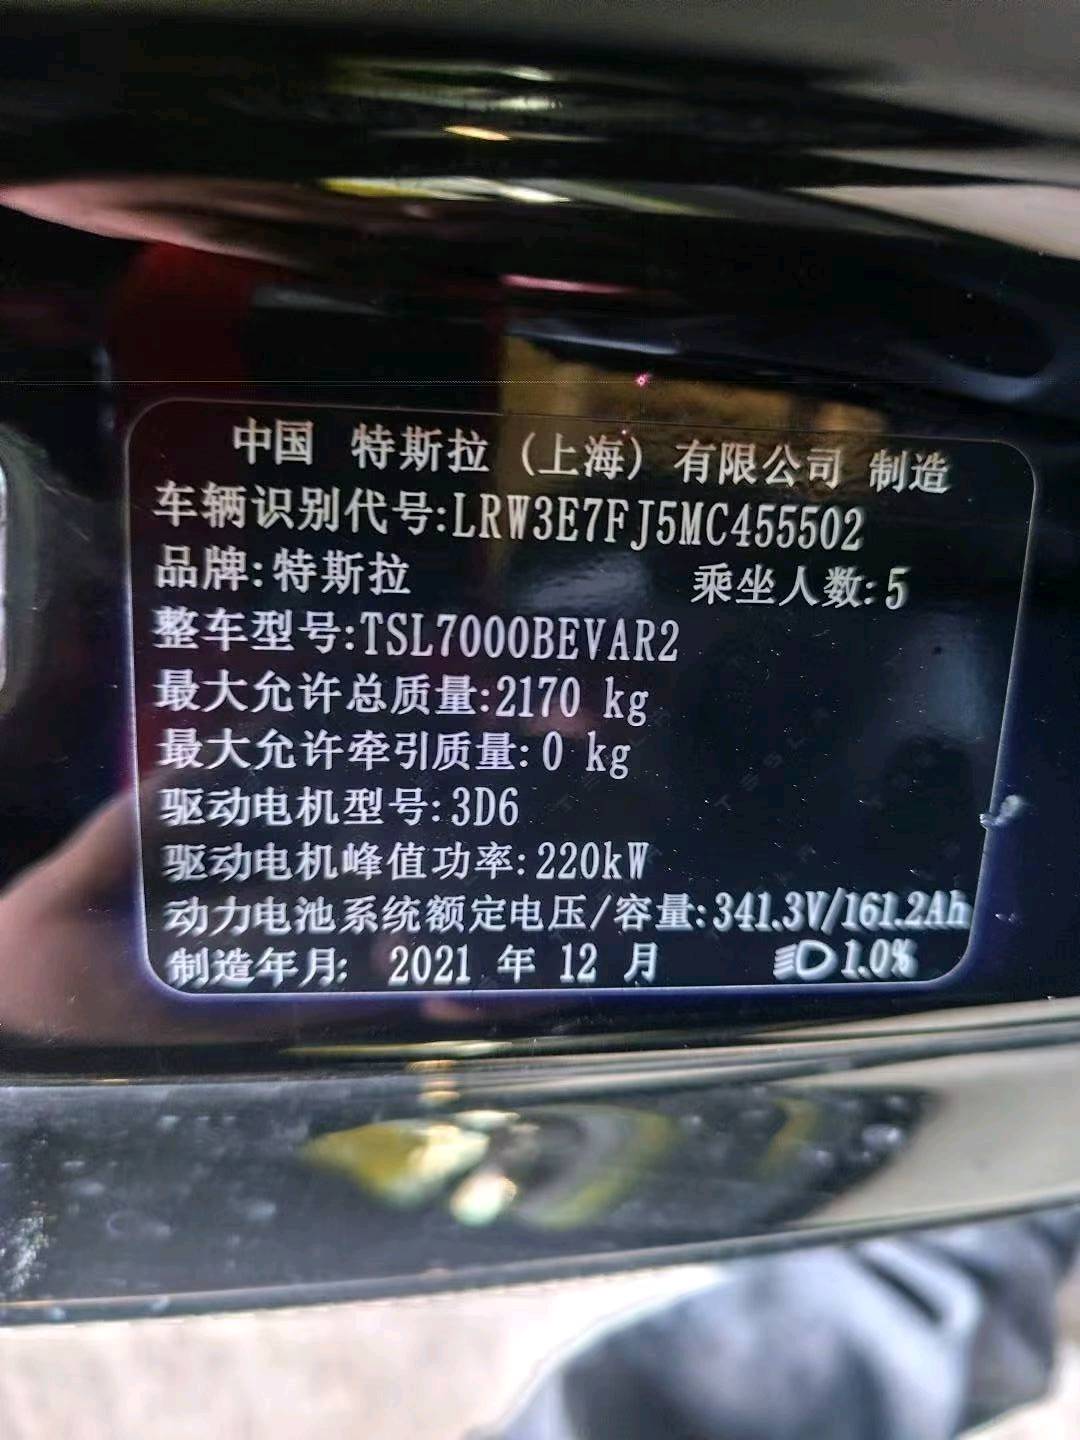 中国 特斯拉 (上海) 有限公司 制造
车辆识别代号:LRW3E7FJ5MC455502
品牌:特斯拉 乘坐人数:5
整车型号:TSL7000BEVAR2
最大允许总质量:2170 kg
最大允许牵引质量:0 kg
驱动电机型号:3D6
驱动电机峰值功率:220kW
动力电池系统额定电压/容量:341.3V/161.2Ah
制造年月: 2021 年 12 月 1.0%